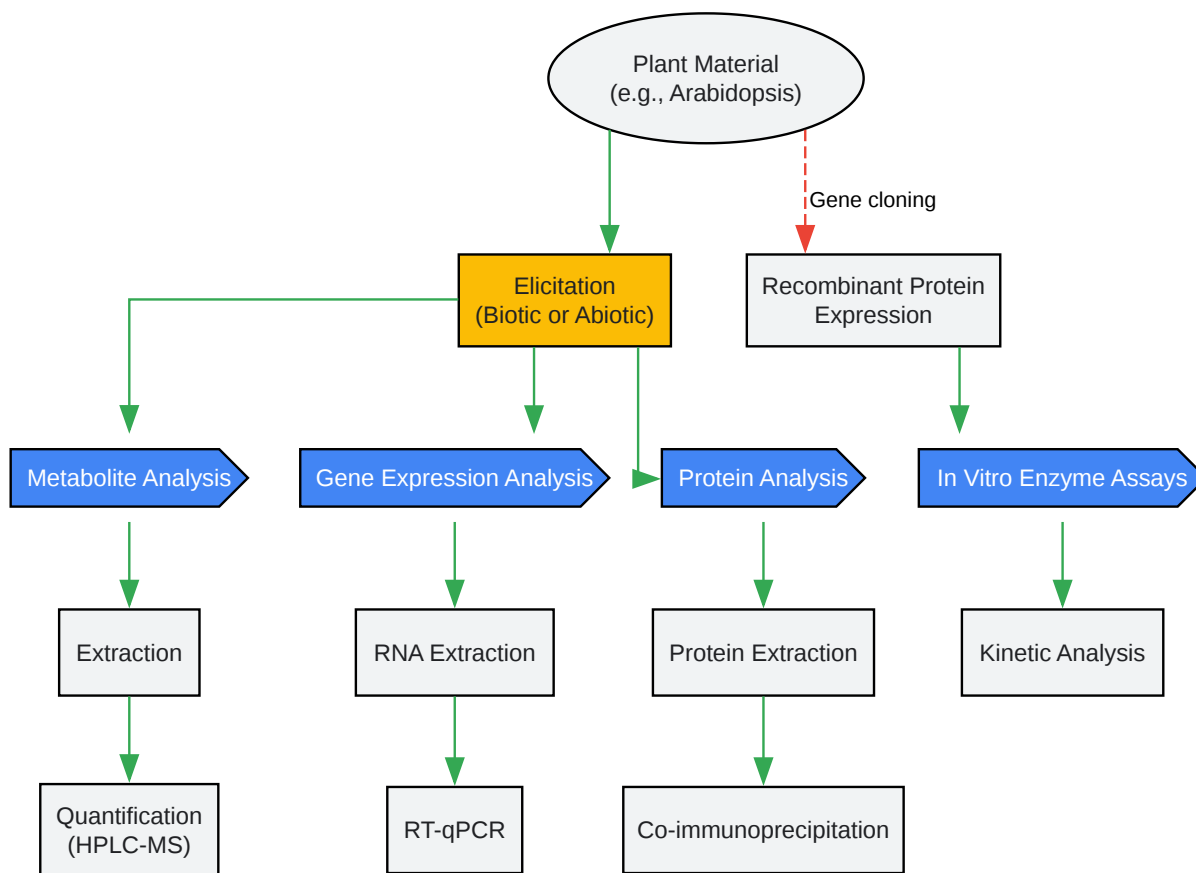 Plant Material
(e.g., Arabidopsis)
Gene cloning
Elicitation
(Biotic or Abiotic)
Recombinant Protein
Expression
Metabolite Analysis
Gene Expression Analysis
Protein Analysis
In Vitro Enzyme Assays
Extraction
RNA Extraction
Protein Extraction
Kinetic Analysis
Quantification
(HPLC-MS)
RT-qPCR
Co-immunoprecipitation